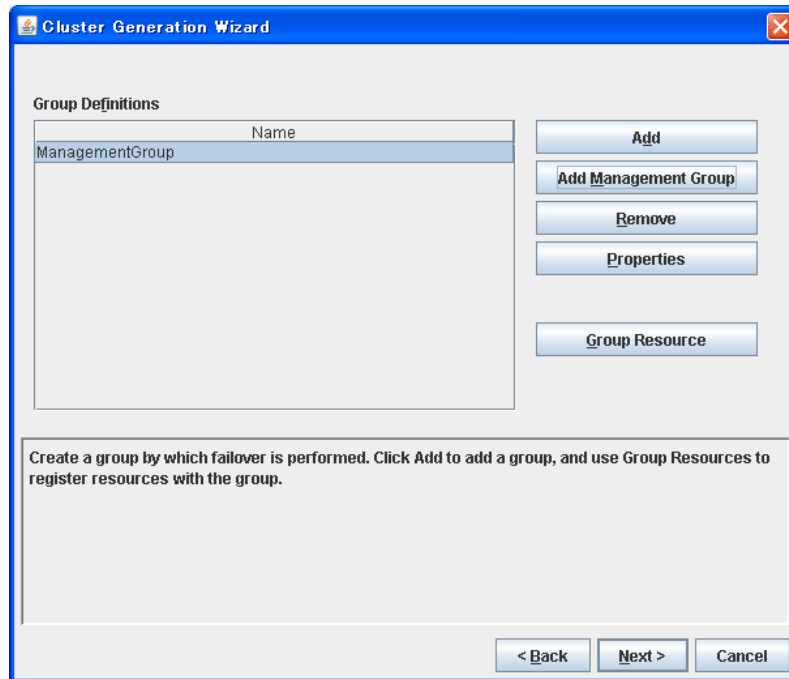 Cluster Generation Wizard
Group Definitions
Name
ManagementGroup
Add
Add Management Group
Remove
Properties
Group Resource
Create a group by which failover is performed. Click Add to add a group, and use Group Resources to
register resources with the group.
< Back
Next >
Cancel